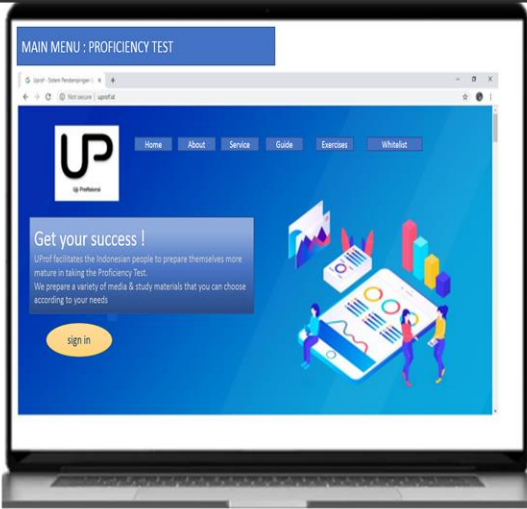 MAIN MENU : PROFICIENCY TEST
Uprof - Sistem Pendampingan
Not secure | uprof.id
UP
Uji Profisiensi
Home About Service Guide Exercises Whitelist
Get your success !
UProf facilitates the Indonesian people to prepare themselves more
mature in taking the Proficiency Test.
We prepare a variety of media & study materials that you can choose
according to your needs
sign in